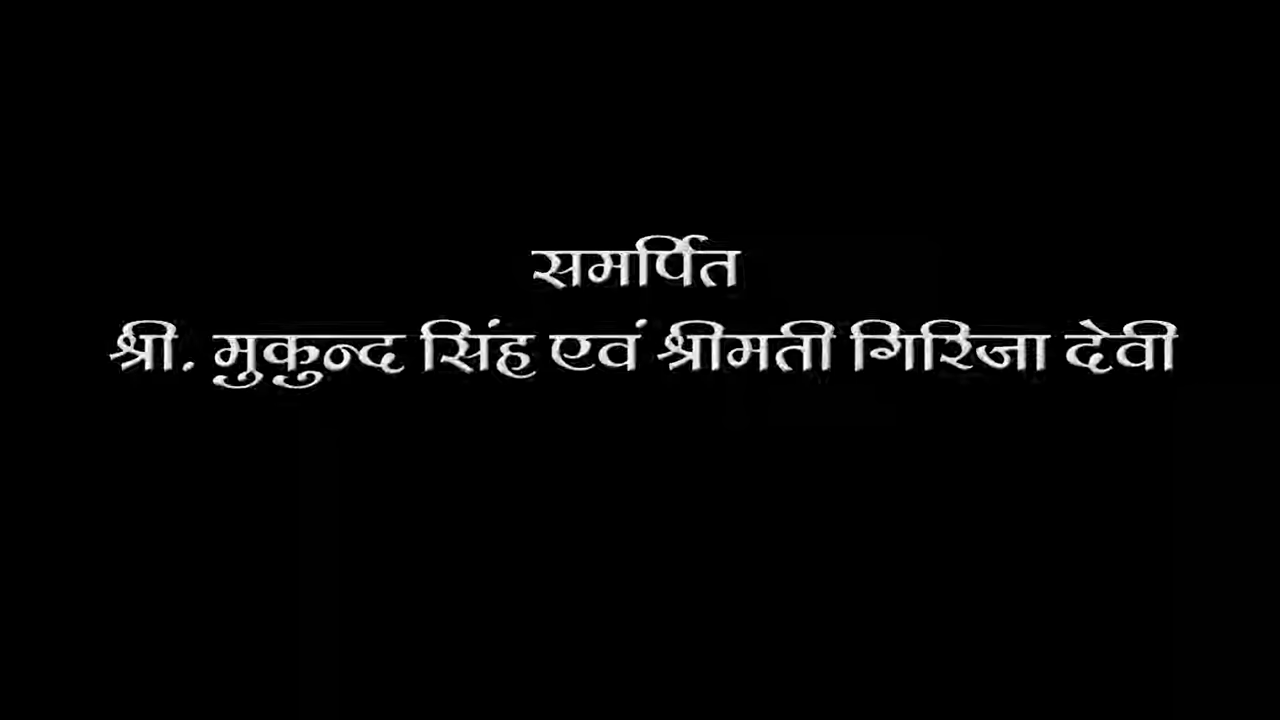 समर्पित
श्री. मुकुन्द सिंह एवं श्रीमती गिरिजा देवी